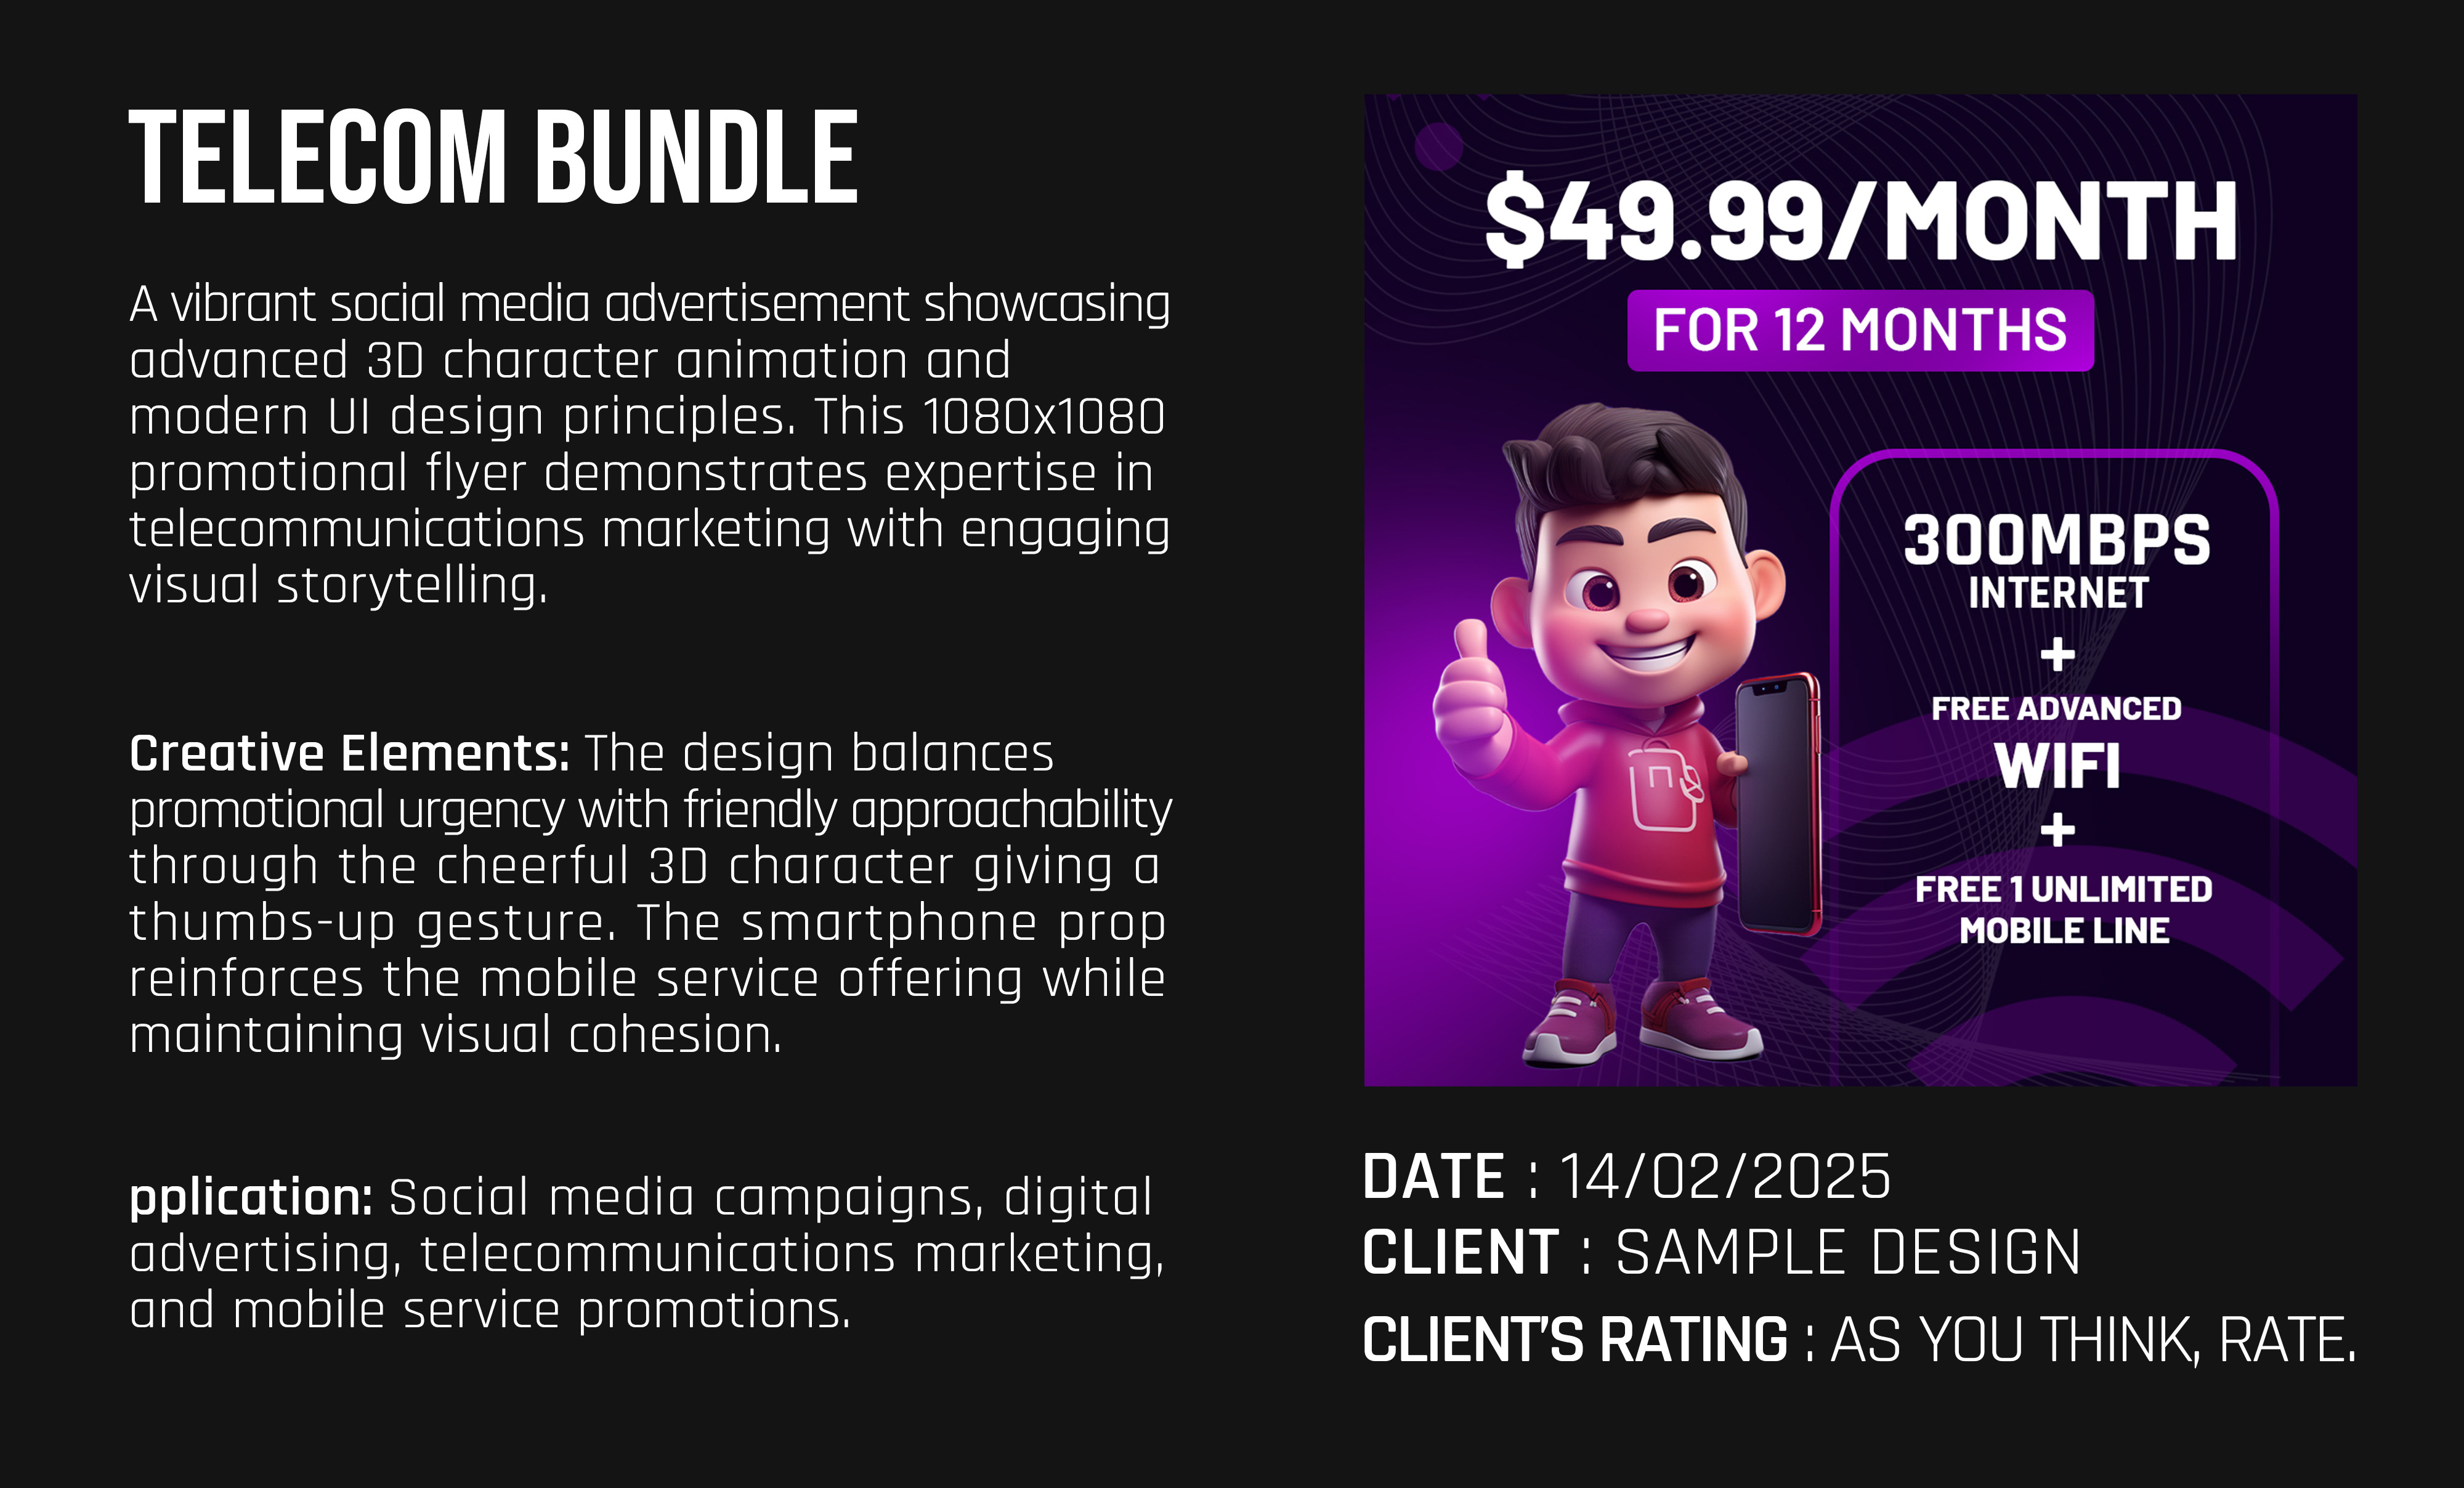 TELECOM BUNDLE
A vibrant social media advertisement showcasing
advanced 3D character animation and
modern UI design principles. This 1080x1080
promotional flyer demonstrates expertise in
telecommunications marketing with engaging
visual storytelling.
Creative Elements: The design balances
promotional urgency with friendly approachability
through the cheerful 3D character giving a
thumbs-up gesture. The smartphone prop
reinforces the mobile service offering while
maintaining visual cohesion.
pplication: Social media campaigns, digital
advertising, telecommunications marketing,
and mobile service promotions.
$49.99/MONTH
FOR 12 MONTHS
300MBPS
INTERNET
+
FREE ADVANCED
WIFI
+
FREE 1 UNLIMITED
MOBILE LINE
DATE : 14/02/2025
CLIENT : SAMPLE DESIGN
CLIENT'S RATING : AS YOU THINK, RATE.